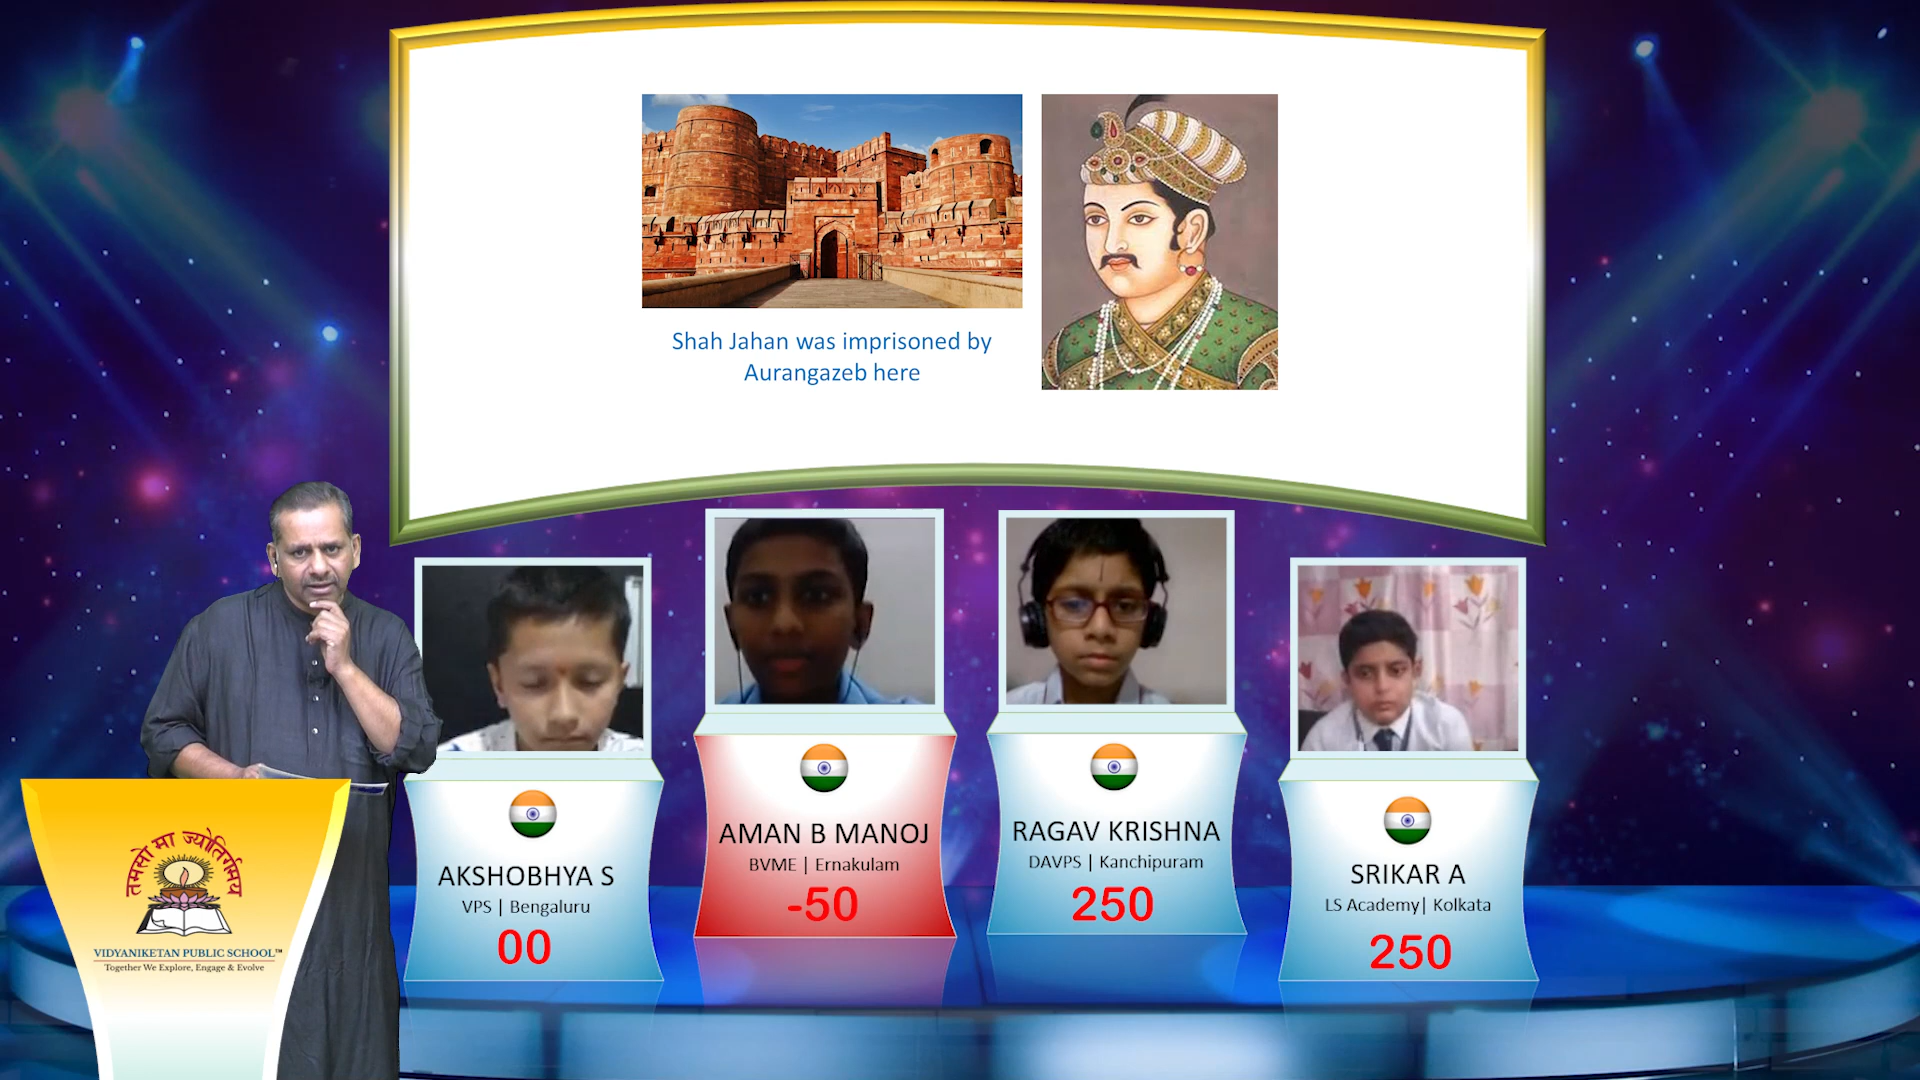 Shah Jahan was imprisoned by
Aurangazeb here
AKSHOBHYA S
VPS | Bengaluru
00
AMAN B MANOJ
BVME | Ernakulam
-50
RAGAV KRISHNA
DAVPS | Kanchipuram
250
SRIKAR A
LS Academy| Kolkata
250
तमसो मा ज्योतिर्गमय
VIDYANIKETAN PUBLIC SCHOOL™
Together We Explore, Engage & Evolve